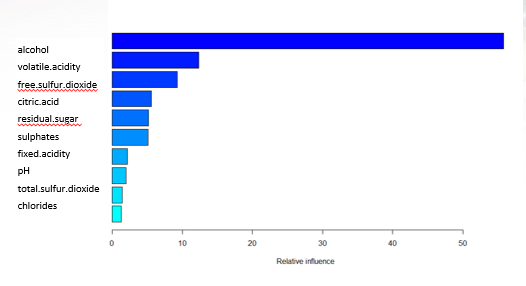 alcohol
volatile.acidity
free.sulfur.dioxide
citric.acid
residual.sugar
sulphates
fixed.acidity
pH
total.sulfur.dioxide
chlorides
0 10 20 30 40 50
Relative influence